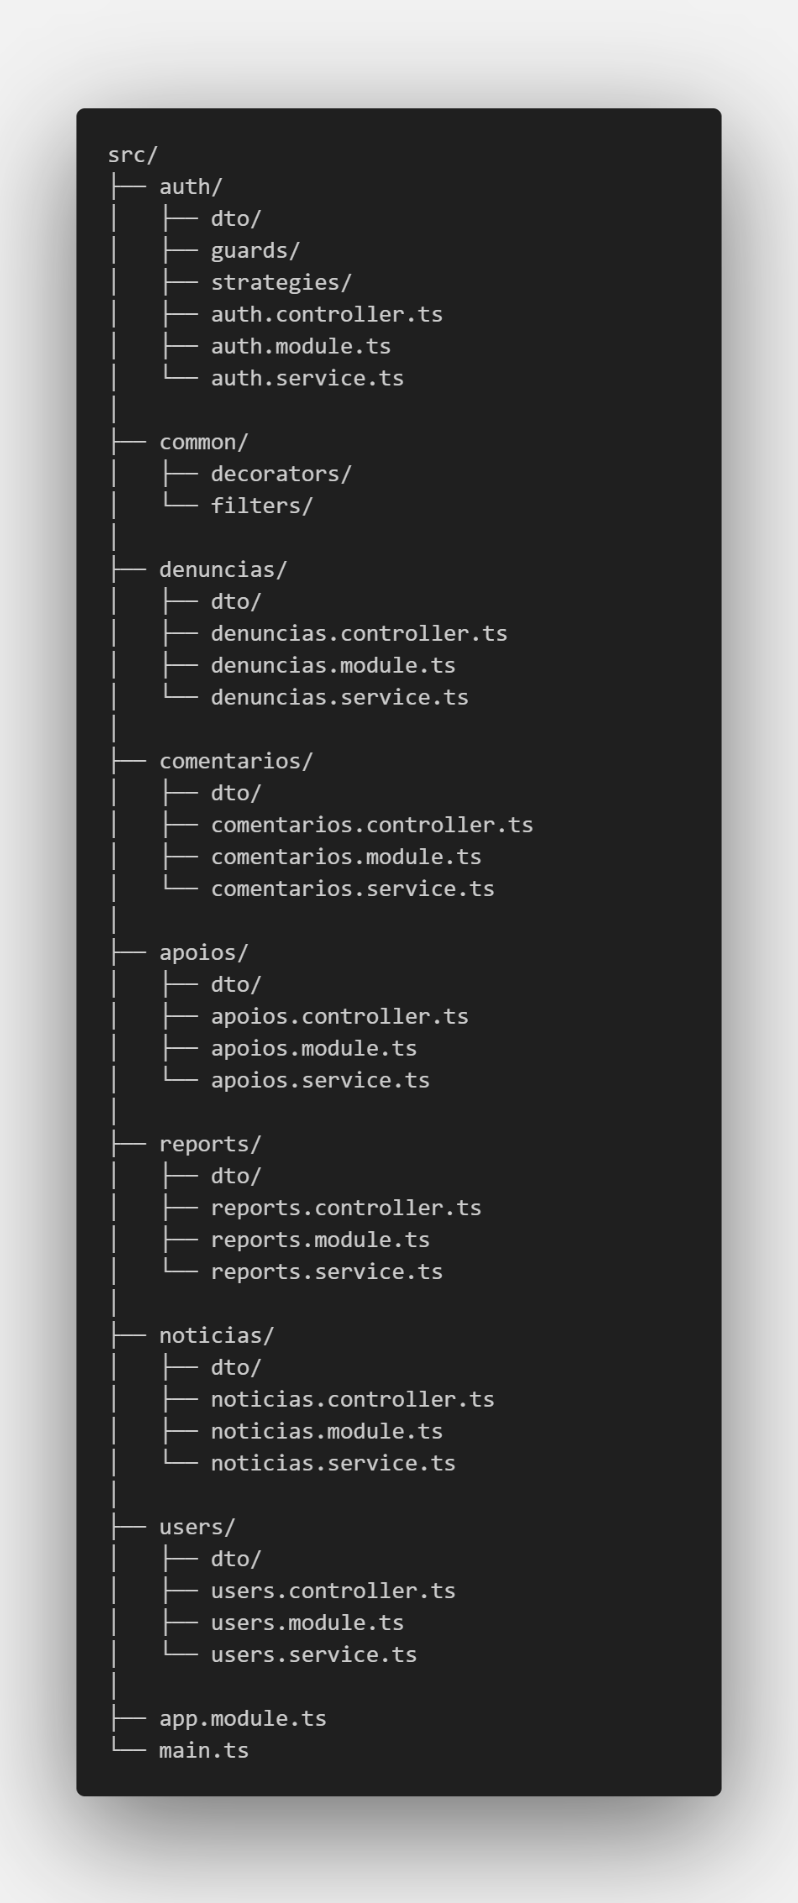 src/
├── auth/
│   ├── dto/
│   ├── guards/
│   ├── strategies/
│   ├── auth.controller.ts
│   ├── auth.module.ts
│   └── auth.service.ts
│
├── common/
│   ├── decorators/
│   └── filters/
│
├── denuncias/
│   ├── dto/
│   ├── denuncias.controller.ts
│   ├── denuncias.module.ts
│   └── denuncias.service.ts
│
├── comentarios/
│   ├── dto/
│   ├── comentarios.controller.ts
│   ├── comentarios.module.ts
│   └── comentarios.service.ts
│
├── apoios/
│   ├── dto/
│   ├── apoios.controller.ts
│   ├── apoios.module.ts
│   └── apoios.service.ts
│
├── reports/
│   ├── dto/
│   ├── reports.controller.ts
│   ├── reports.module.ts
│   └── reports.service.ts
│
├── noticias/
│   ├── dto/
│   ├── noticias.controller.ts
│   ├── noticias.module.ts
│   └── noticias.service.ts
│
├── users/
│   ├── dto/
│   ├── users.controller.ts
│   ├── users.module.ts
│   └── users.service.ts
│
├── app.module.ts
└── main.ts